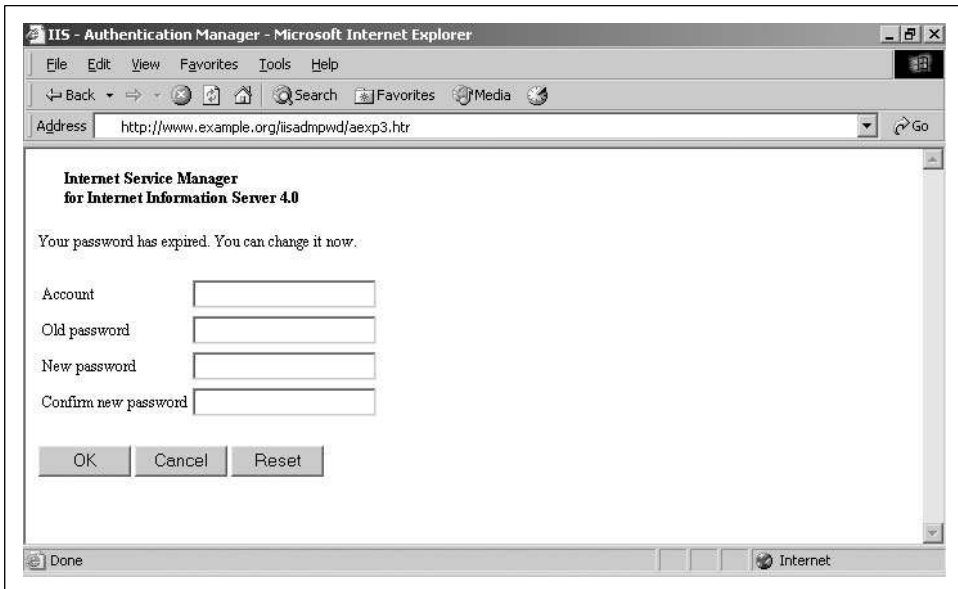 IIS - Authentication Manager - Microsoft Internet Explorer
File Edit View Favorites Tools Help
Back Search Favorites Media
Address http://www.example.org/iisadmpwd/aexp3.htr Go
Internet Service Manager
for Internet Information Server 4.0
Your password has expired. You can change it now.
Account
Old password
New password
Confirm new password
OK Cancel Reset
Done Internet